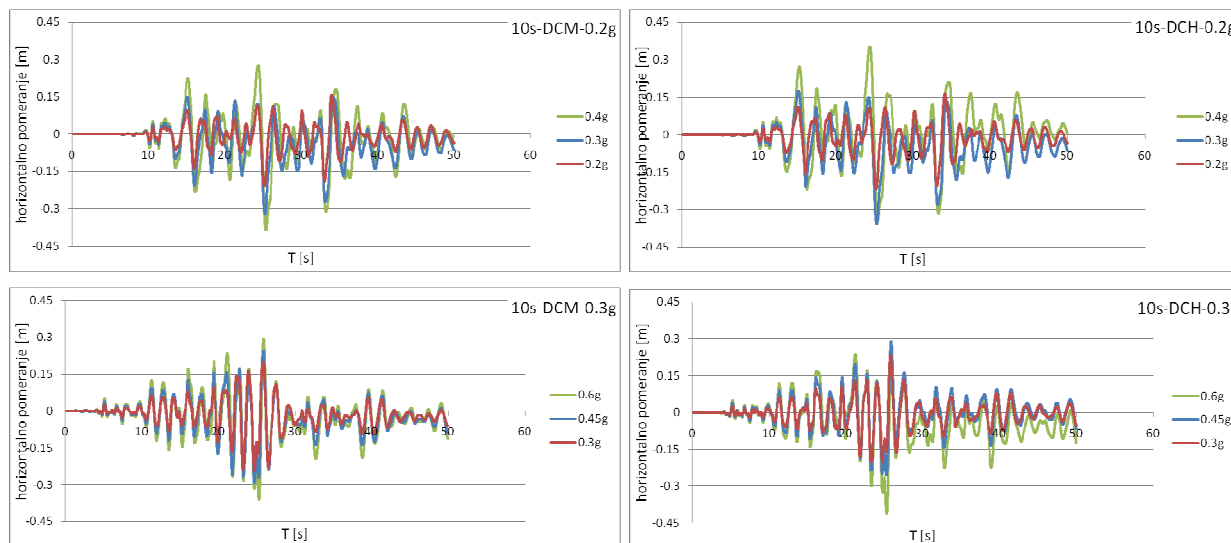 10s-DCM-0.2g
horizontalno pomeranje [m]
0.45
0.3
0.15
0
-0.15
-0.3
-0.45
0
10
20
30
40
50
60
T [s]
0.4g
0.3g
0.2g
10s-DCH-0.2g
horizontalno pomeranje [m]
0.45
0.3
0.15
0
-0.15
-0.3
-0.45
0
10
20
30
40
50
60
T [s]
0.4g
0.3g
0.2g
10s-DCM-0.3g
horizontalno pomeranje [m]
0.45
0.3
0.15
0
-0.15
-0.3
-0.45
0
10
20
30
40
50
60
T [s]
0.6g
0.45g
0.3g
10s-DCH-0.3
horizontalno pomeranje [m]
0.45
0.3
0.15
0
-0.15
-0.3
-0.45
0
10
20
30
40
50
60
T [s]
0.6g
0.45g
0.3g